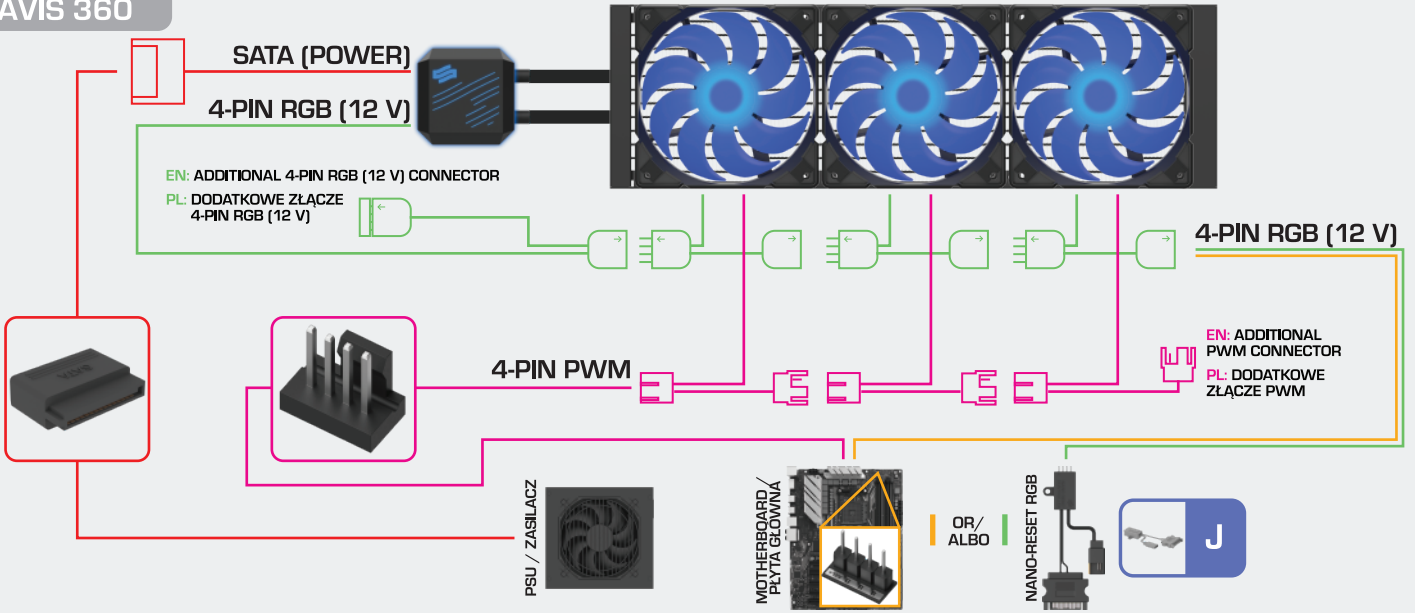 AVIS 360
SATA (POWER)
4-PIN RGB (12 V)
EN: ADDITIONAL 4-PIN RGB (12 V) CONNECTOR
PL: DODATKOWE ZŁĄCZE
4-PIN RGB (12 V)
4-PIN RGB (12 V)
4-PIN PWM
EN: ADDITIONAL
PWM CONNECTOR
PL: DODATKOWE
ZŁĄCZE PWM
SATA
PSU / ZASILACZ
MOTHERBOARD /
PŁYTA GŁOWNA
OR/
ALBO
NANO-RESET RGB
J